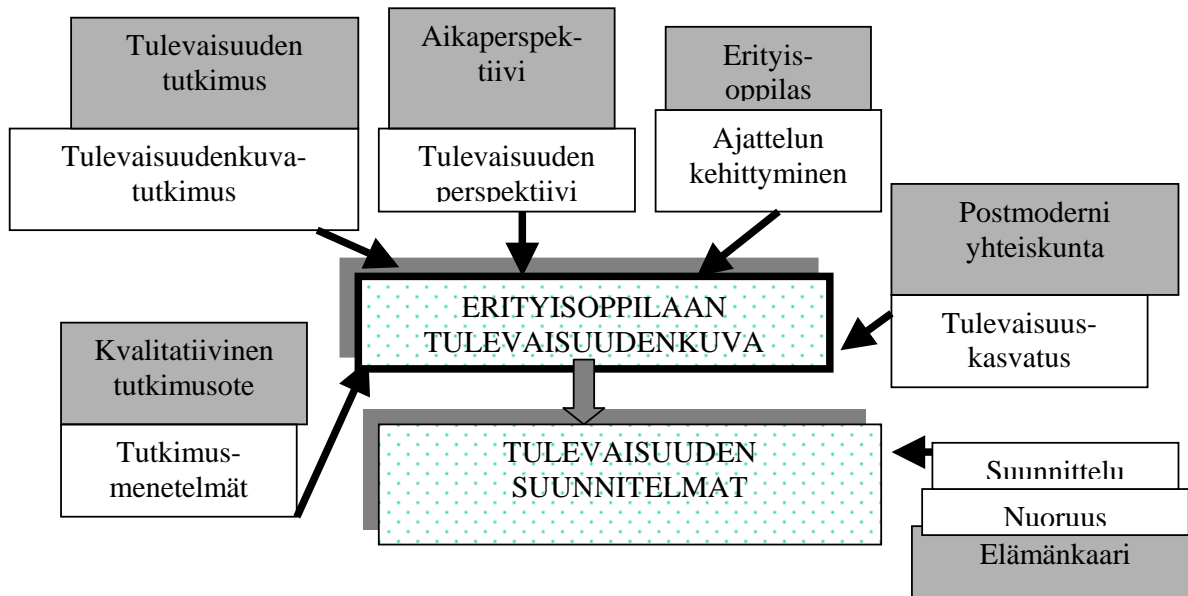 Tulevaisuuden
tutkimus
Tulevaisuudenkuva-
tutkimus
Aikaperspek-
tiivi
Tulevaisuuden
perspektiivi
Erityis-
oppilas
Ajattelun
kehittyminen
Postmoderni
yhteiskunta
Tulevaisuus-
kasvatus
ERITYISOPPILAAN
TULEVAISUUDENKUVA
Kvalitatiivinen
tutkimusote
Tutkimus-
menetelmät
TULEVAISUUDEN
SUUNNITELMAT
Suunnittelu
Nuoruus
Elämänkaari